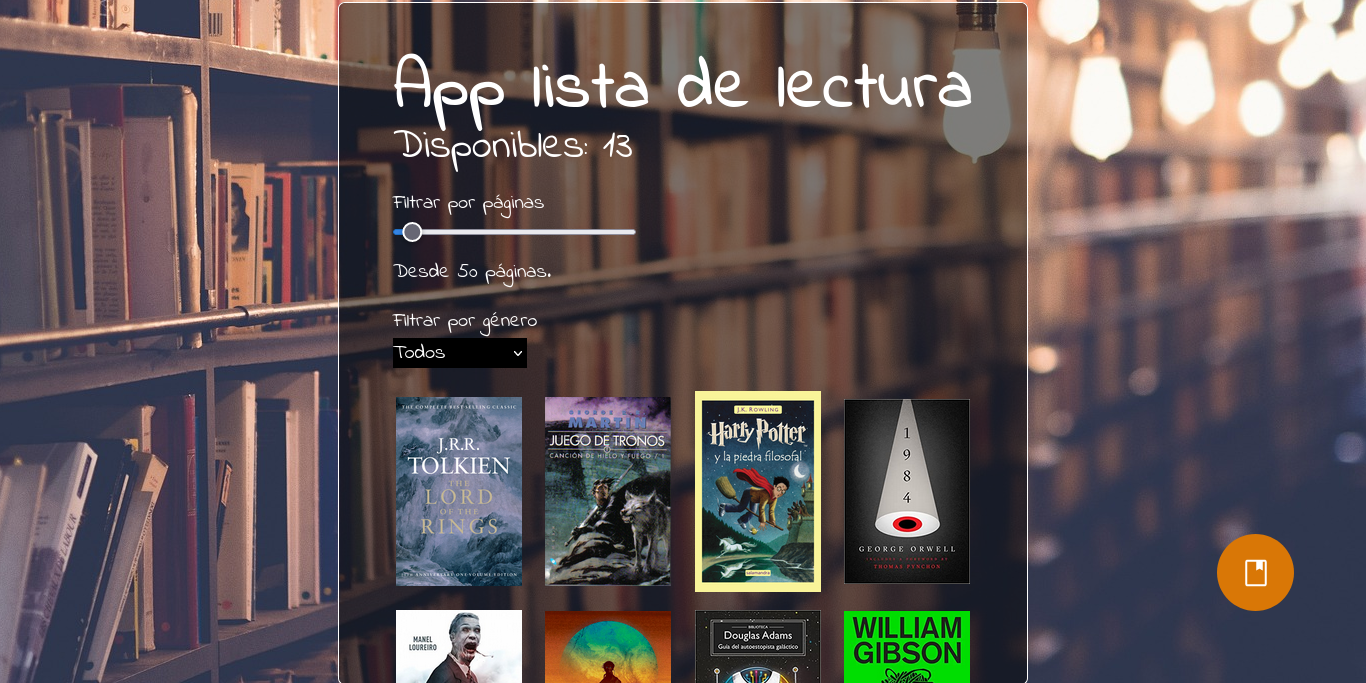 App lista de lectura
Disponibles: 13
Filtrar por páginas
Desde 50 páginas.
Filtrar por género
Todos
THE COMPLETE BEST SELLING CLASSIC
J.R.R.
TOLKIEN
THE
LORD
OF THE
RINGS
GEORGE R.R.
MARTIN
JUEGO DE TRONOS
CANCIÓN DE HIELO Y FUEGO / 1
J.K. ROWLING
Harry Potter
y la piedra filosofal
salamandra
1
9
8
4
GEORGE ORWELL
THOMAS PYNCHON
MANEL
LOUREIRO
BIBLIOTECA
Douglas Adams
Guía del autoestopista galáctico
WILLIAM
GIBSON